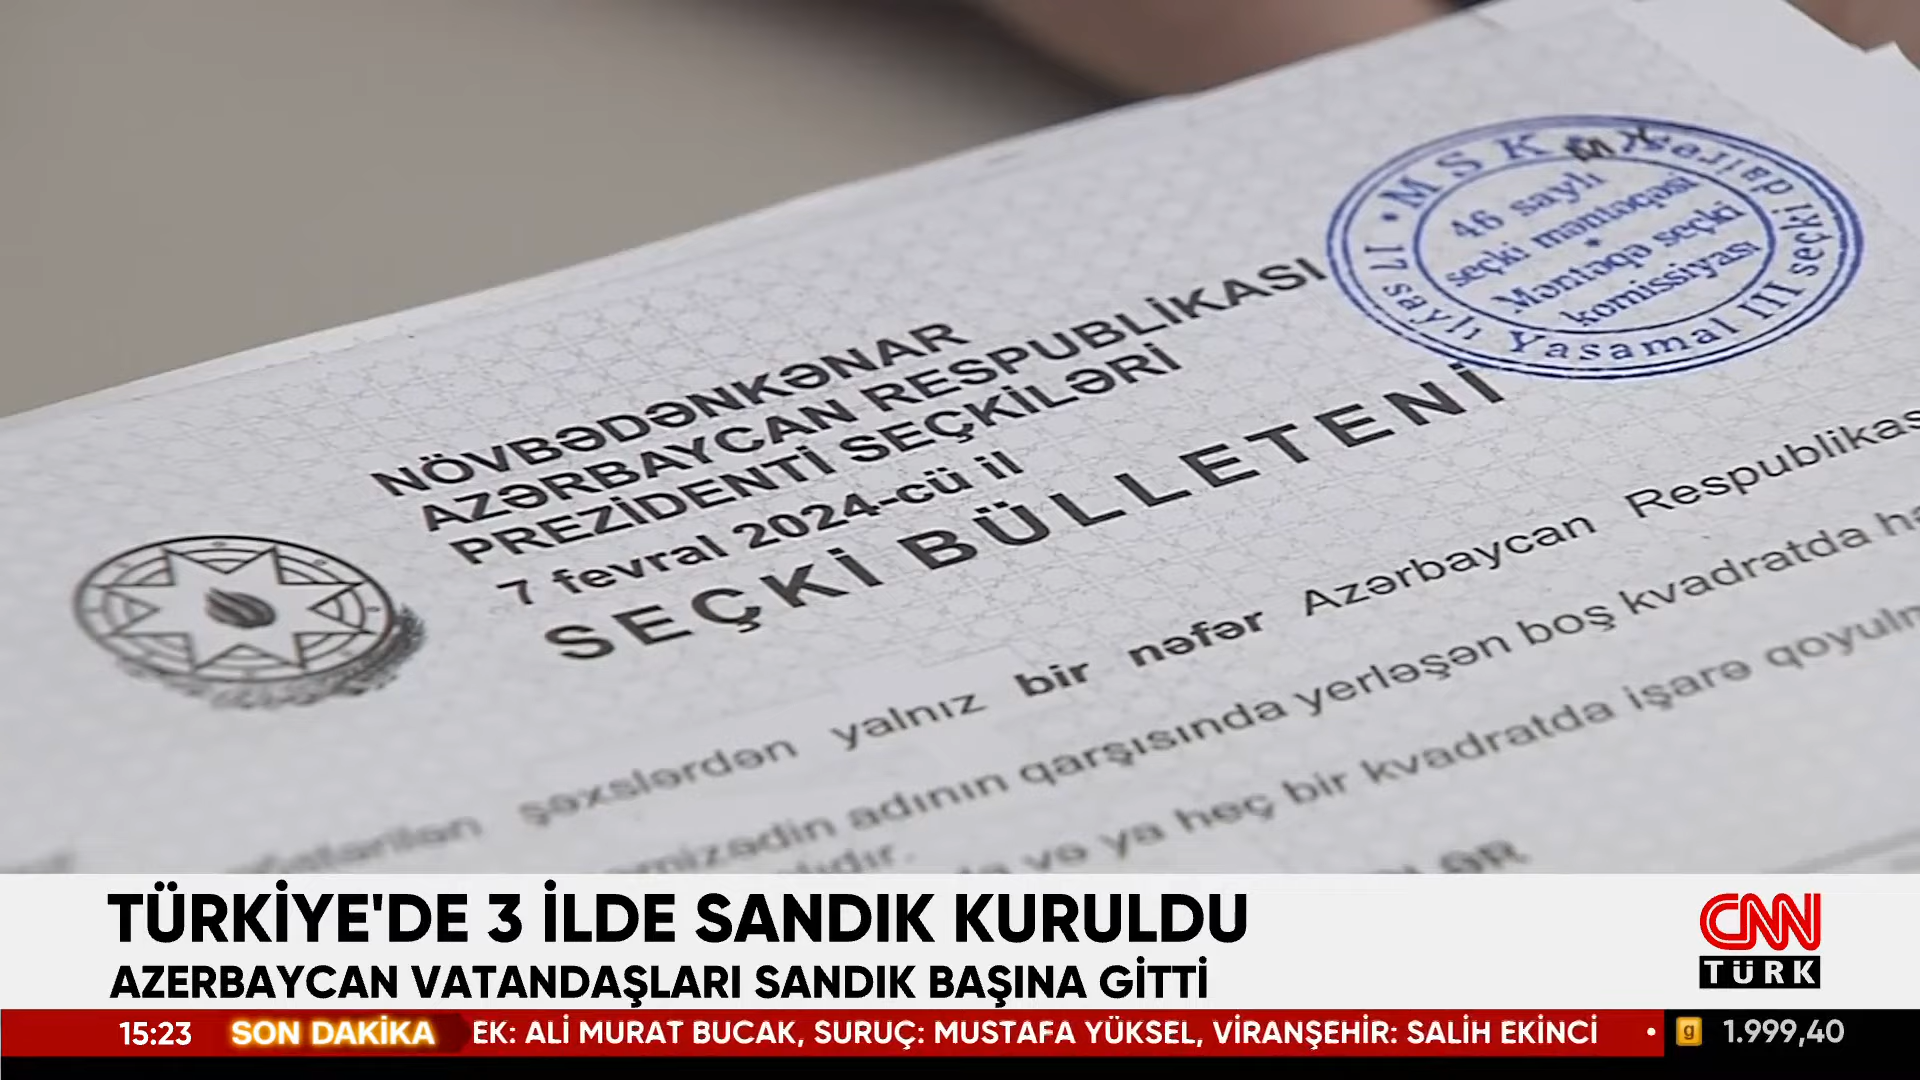 MSK
17 saylı Yasamal III seçki dairəsi
46 saylı
seçki məntəqəsi
Məntəqə seçki
komissiyası
NÖVBƏDƏNKƏNAR
AZƏRBAYCAN RESPUBLİKASI
PREZİDENTİ SEÇKİLƏRİ
7 fevral 2024-cü il
SEÇKİ BÜLLETENİ
şəxslərdən yalnız bir nəfər Azərbaycan Respublikas
adının qarşısında yerləşən boş kvadratda
və ya heç bir kvadratda işarə qoyulm
TÜRKİYE'DE 3 İLDE SANDIK KURULDU
AZERBAYCAN VATANDAŞLARI SANDIK BAŞINA GİTTİ
CNN
TÜRK
15:23 SON DAKİKA EK: ALİ MURAT BUCAK, SURUÇ: MUSTAFA YÜKSEL, VİRANŞEHİR: SALİH EKİNCİ • g 1.999,40